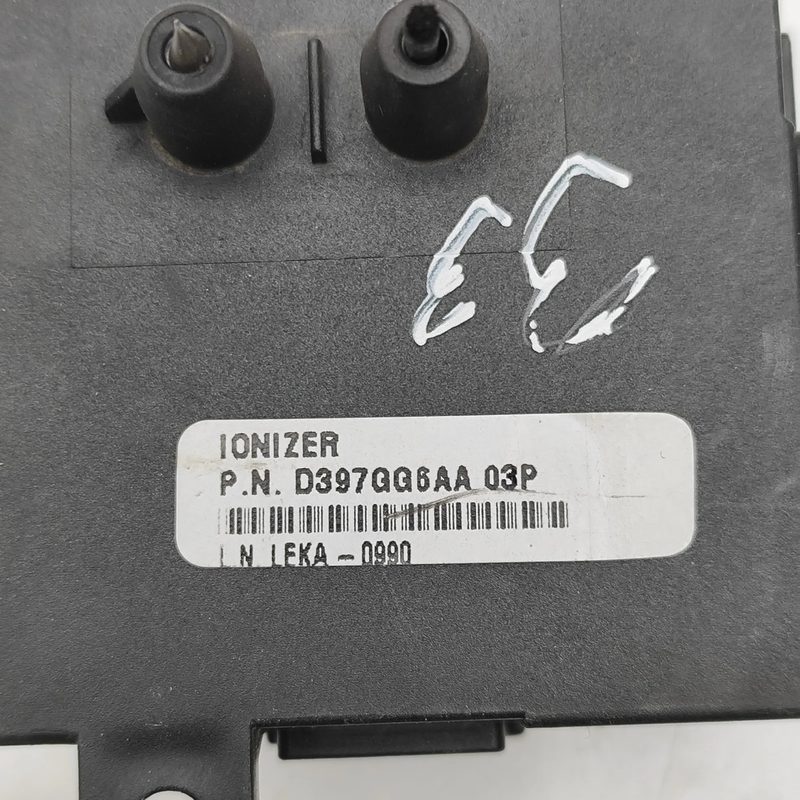 IONIZER
P.N. D397GG6AA 03P
L N LEKA - 0990